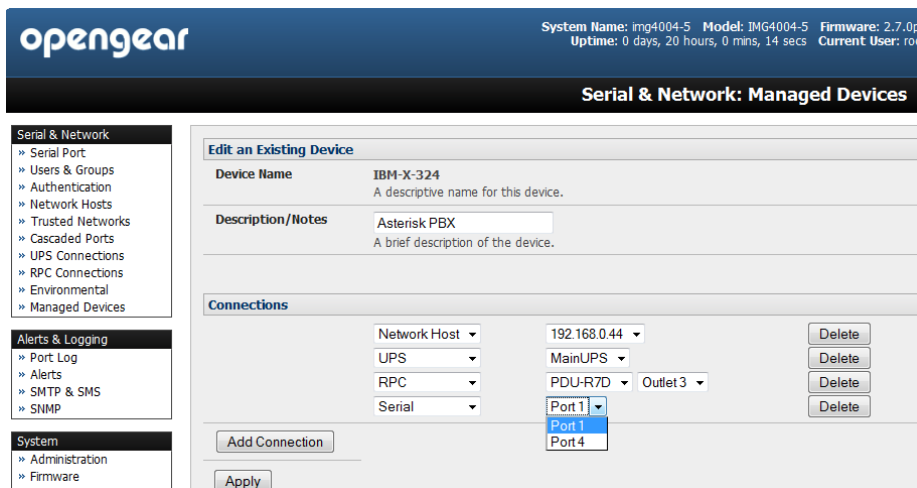 opengear
System Name: img4004-5 Model: IMG4004-5 Firmware: 2.7.0p
Uptime: 0 days, 20 hours, 0 mins, 14 secs Current User: ro
Serial & Network: Managed Devices
Serial & Network
» Serial Port
» Users & Groups
» Authentication
» Network Hosts
» Trusted Networks
» Cascaded Ports
» UPS Connections
» RPC Connections
» Environmental
» Managed Devices
Alerts & Logging
» Port Log
» Alerts
» SMTP & SMS
» SNMP
System
» Administration
» Firmware
Edit an Existing Device
Device Name IBM-X-324
A descriptive name for this device.
Description/Notes Asterisk PBX
A brief description of the device.
Connections
Network Host 192.168.0.44 Delete
UPS MainUPS Delete
RPC PDU-R7D Outlet 3 Delete
Serial Port 1 Delete
Port 1
Port 4
Add Connection
Apply